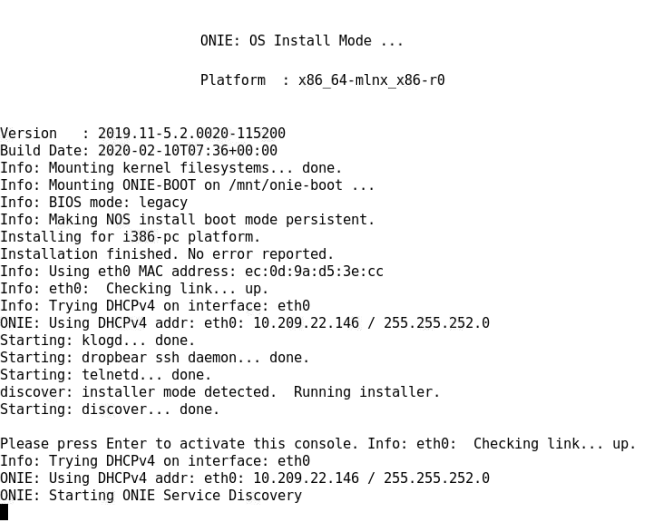 ONIE: OS Install Mode ...
Platform  : x86_64-mlnx_x86-r0
Version   : 2019.11-5.2.0020-115200
Build Date: 2020-02-10T07:36+00:00
Info: Mounting kernel filesystems... done.
Info: Mounting ONIE-BOOT on /mnt/onie-boot ...
Info: BIOS mode: legacy
Info: Making NOS install boot mode persistent.
Installing for i386-pc platform.
Installation finished. No error reported.
Info: Using eth0 MAC address: ec:0d:9a:d5:3e:cc
Info: eth0:  Checking link... up.
Info: Trying DHCPv4 on interface: eth0
ONIE: Using DHCPv4 addr: eth0: 10.209.22.146 / 255.255.252.0
Starting: klogd... done.
Starting: dropbear ssh daemon... done.
Starting: telnetd... done.
discover: installer mode detected.  Running installer.
Starting: discover... done.
Please press Enter to activate this console. Info: eth0:  Checking link... up.
Info: Trying DHCPv4 on interface: eth0
ONIE: Using DHCPv4 addr: eth0: 10.209.22.146 / 255.255.252.0
ONIE: Starting ONIE Service Discovery